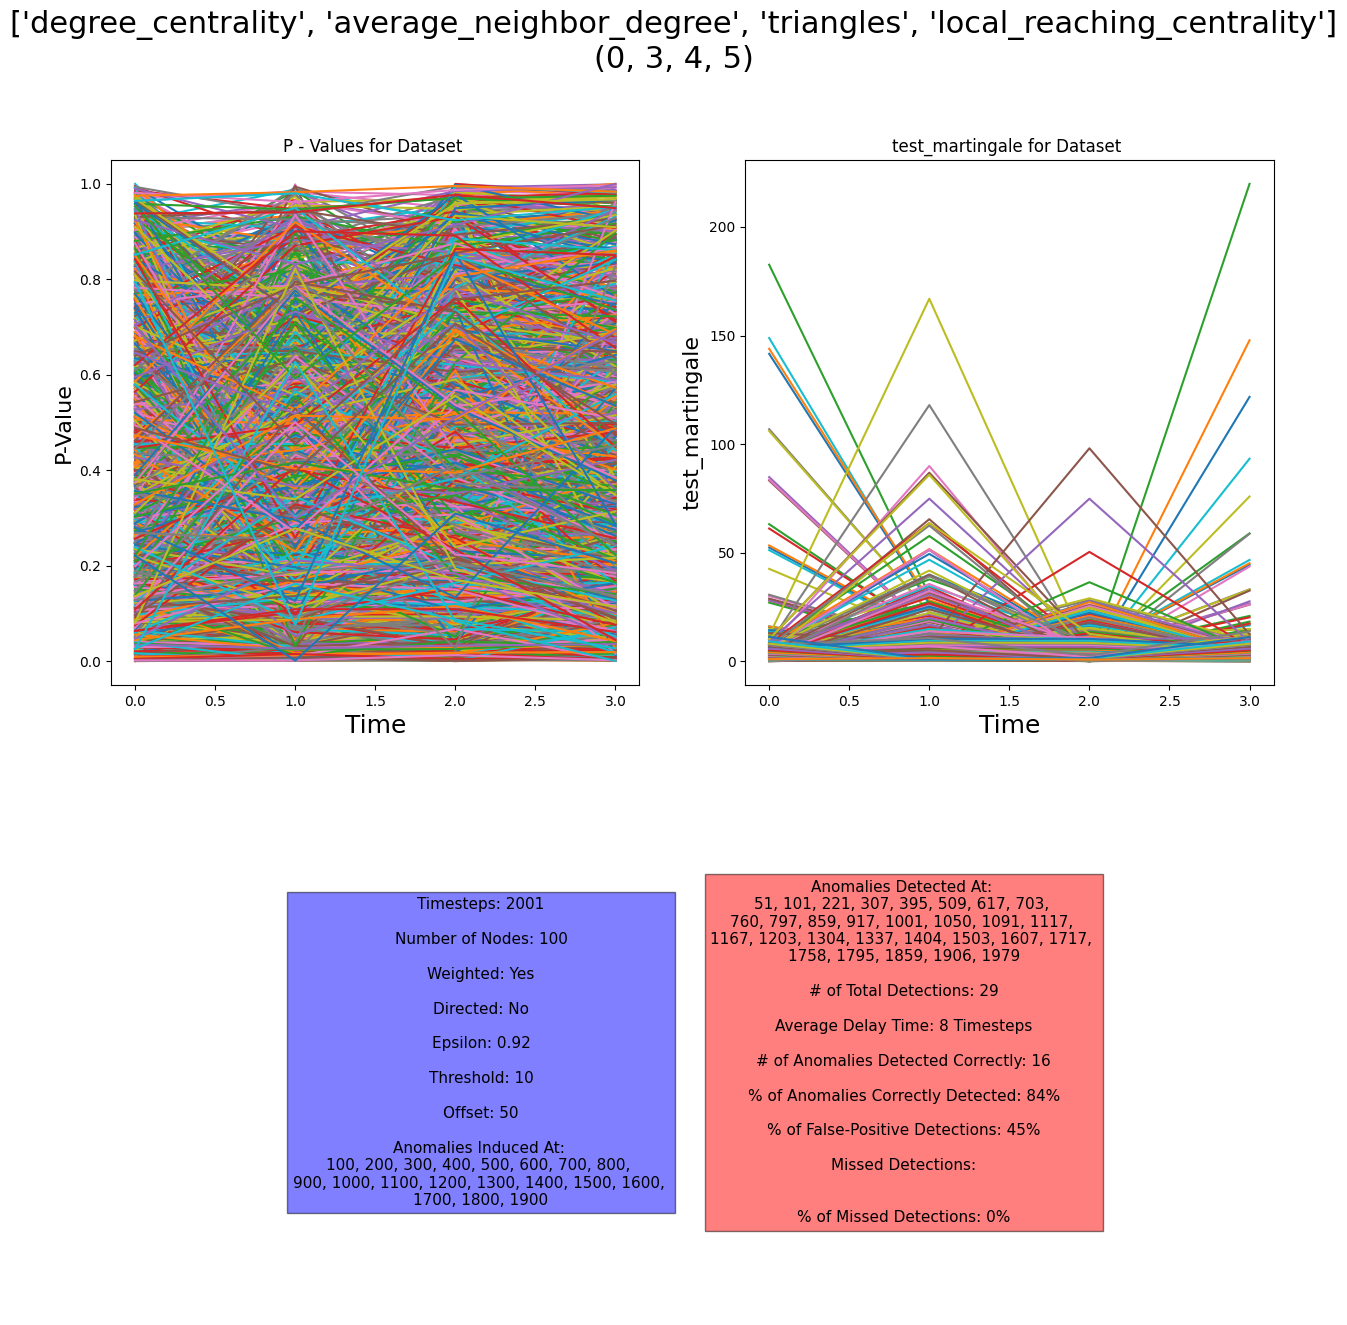 ['degree_centrality', 'average_neighbor_degree', 'triangles', 'local_reaching_centrality']
(0, 3, 4, 5)
P - Values for Dataset
1.0
0.8
0.6
0.4
0.2
0.0
P-Value
0.0 0.5 1.0 1.5 2.0 2.5 3.0
Time
test_martingale for Dataset
200
150
100
50
0
test_martingale
0.0 0.5 1.0 1.5 2.0 2.5 3.0
Time
Timesteps: 2001
Number of Nodes: 100
Weighted: Yes
Directed: No
Epsilon: 0.92
Threshold: 10
Offset: 50
Anomalies Induced At:
100, 200, 300, 400, 500, 600, 700, 800,
900, 1000, 1100, 1200, 1300, 1400, 1500, 1600,
1700, 1800, 1900
Anomalies Detected At:
51, 101, 221, 307, 395, 509, 617, 703,
760, 797, 859, 917, 1001, 1050, 1091, 1117,
1167, 1203, 1304, 1337, 1404, 1503, 1607, 1717,
1758, 1795, 1859, 1906, 1979
# of Total Detections: 29
Average Delay Time: 8 Timesteps
# of Anomalies Detected Correctly: 16
% of Anomalies Correctly Detected: 84%
% of False-Positive Detections: 45%
Missed Detections:
% of Missed Detections: 0%